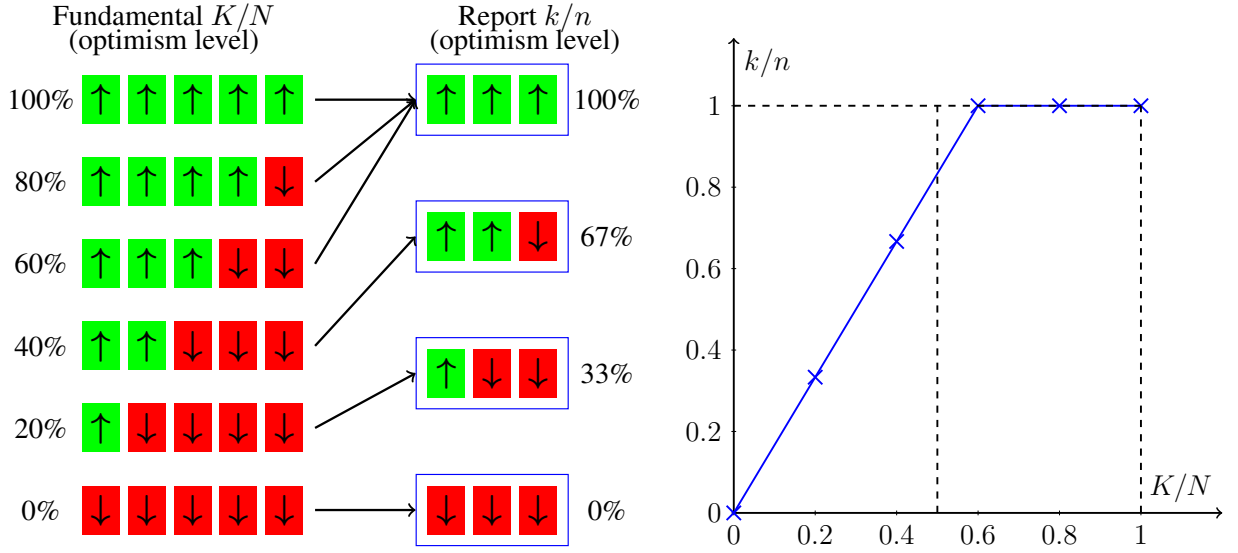 Fundamental K/N
(optimism level)
Report k/n
(optimism level)
100% ↑ ↑ ↑ ↑ ↑
↑ ↑ ↑ 100%
80% ↑ ↑ ↑ ↑ ↓
↑ ↑ ↓ 67%
60% ↑ ↑ ↑ ↓ ↓
40% ↑ ↑ ↓ ↓ ↓
↑ ↓ ↓ 33%
20% ↑ ↓ ↓ ↓ ↓
0% ↓ ↓ ↓ ↓ ↓
↓ ↓ ↓ 0%
k/n
1
0.8
0.6
0.4
0.2
0
K/N
0 0.2 0.4 0.6 0.8 1